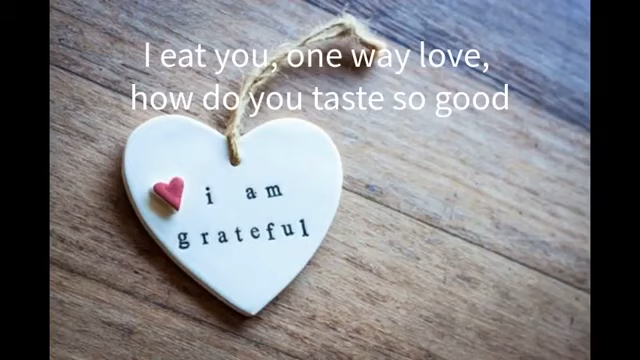 I eat you, one way love,
how do you taste so good
i am
grateful